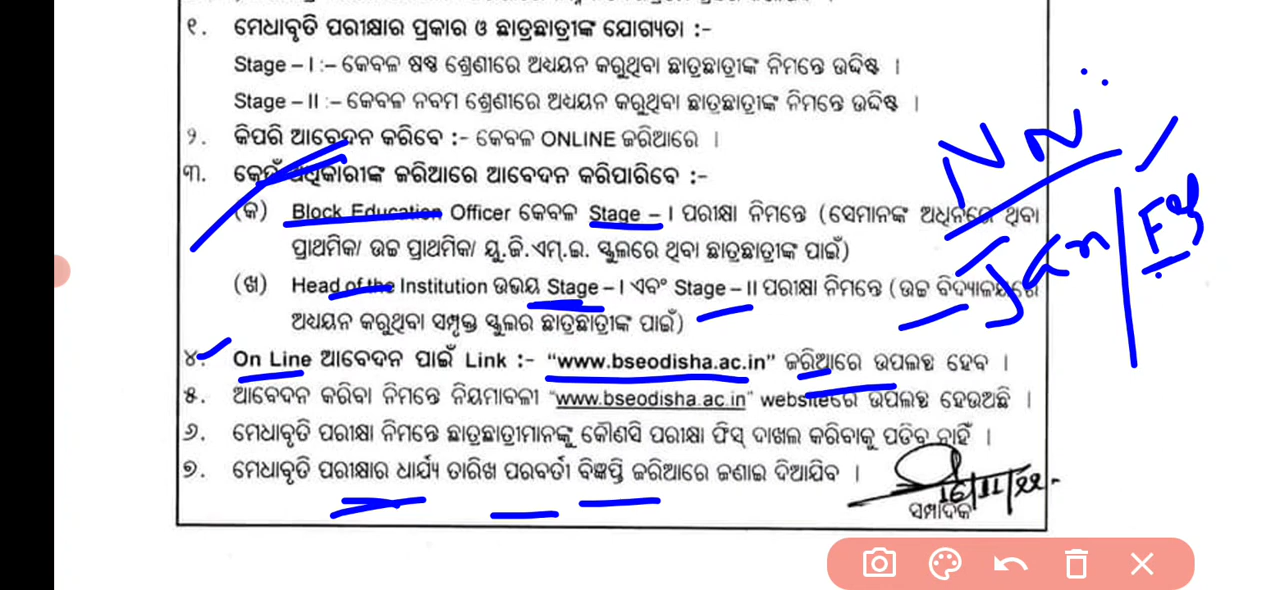 ୧. ମେଧାବୃତି ପରୀକ୍ଷାର ପ୍ରକାର ଓ ଛାତ୍ରଛାତ୍ରୀଙ୍କ ଯୋଗ୍ୟତା :-
Stage – I :– କେବଳ ଷଷ୍ଠ ଶ୍ରେଣୀରେ ଅଧ୍ୟୟନ କରୁଥିବା ଛାତ୍ରଛାତ୍ରୀଙ୍କ ନିମନ୍ତେ ଉଦ୍ଦିଷ୍ଟ ।
Stage – II :– କେବଳ ନବମ ଶ୍ରେଣୀରେ ଅଧ୍ୟୟନ କରୁଥିବା ଛାତ୍ରଛାତ୍ରୀଙ୍କ ନିମନ୍ତେ ଉଦ୍ଦିଷ୍ଟ ।
୨. କିପରି ଆବେଦନ କରିବେ :- କେବଳ ONLINE ଜରିଆରେ ।
୩. କେଉଁ ଅଧିକାରୀଙ୍କ ଜରିଆରେ ଆବେଦନ କରିପାରିବେ :-
(କ) Block Education Officer କେବଳ Stage – I ପରୀକ୍ଷା ନିମନ୍ତେ (ସେମାନଙ୍କ ଅଧିନରେ ଥିବା
ପ୍ରାଥମିକ/ ଉଚ୍ଚ ପ୍ରାଥମିକ/ ୟୁ.ଜି.ଏମ୍.ଇ. ସ୍କୁଲରେ ଥିବା ଛାତ୍ରଛାତ୍ରୀଙ୍କ ପାଇଁ)
(ଖ) Head of the Institution ଉଭୟ Stage – I ଏବଂ Stage – II ପରୀକ୍ଷା ନିମନ୍ତେ (ଉଚ୍ଚ ବିଦ୍ୟାଳୟରେ
ଅଧ୍ୟୟନ କରୁଥିବା ସମ୍ପୃକ୍ତ ସ୍କୁଲର ଛାତ୍ରଛାତ୍ରୀଙ୍କ ପାଇଁ)
୪. On Line ଆବେଦନ ପାଇଁ Link :- “www.bseodisha.ac.in” ଜରିଆରେ ଉପଲବ୍ଧ ହେବ ।
୫. ଆବେଦନ କରିବା ନିମନ୍ତେ ନିୟମାବଳୀ “www.bseodisha.ac.in” websiteରେ ଉପଲବ୍ଧ ହେଉଅଛି ।
୬. ମେଧାବୃତି ପରୀକ୍ଷା ନିମନ୍ତେ ଛାତ୍ରଛାତ୍ରୀମାନଙ୍କୁ କୌଣସି ପରୀକ୍ଷା ଫିସ୍ ଦାଖଲ କରିବାକୁ ପଡିବ ନାହିଁ ।
୭. ମେଧାବୃତି ପରୀକ୍ଷାର ଧାର୍ଯ୍ୟ ତାରିଖ ପରବର୍ତୀ ବିଜ୍ଞପ୍ତି ଜରିଆରେ ଜଣାଇ ଦିଆଯିବ ।
16/11/22
ସମ୍ପାଦକ
Jan/Feb